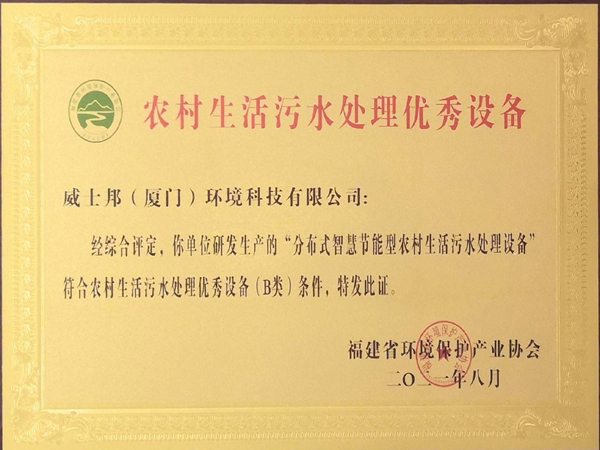 农村生活污水处理优秀设备
威士邦（厦门）环境科技有限公司：
经综合评定，你单位研发生产的“分布式智慧节能型农村生活污水处理设备”
符合农村生活污水处理优秀设备（B类）条件，特发此证。
福建省环境保护产业协会
二〇二一年八月